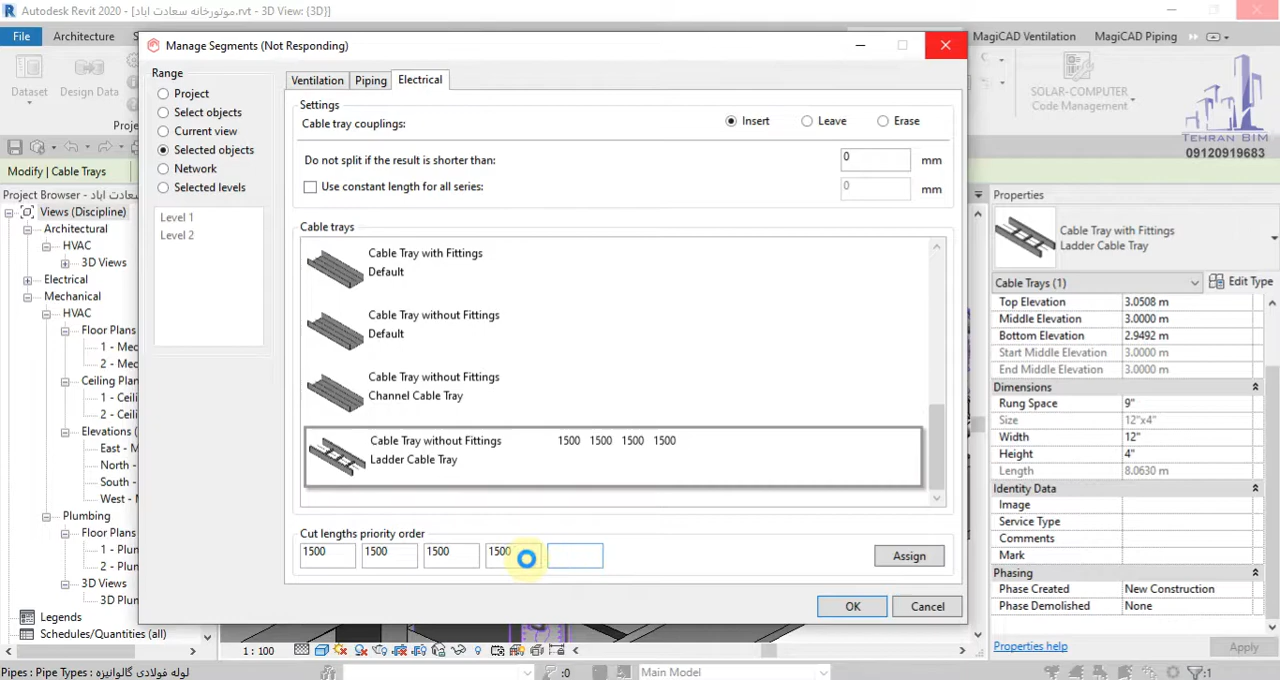 Autodesk Revit 2020 - [موتورخانه سعادت اباد.rvt - 3D View: {3D}]
File Architecture S MagiCAD Ventilation MagiCAD Piping
Dataset Design Data
SOLAR-COMPUTER
Code Management
Proje
TEHRAN BIM
09120919683
Modify | Cable Trays
Manage Segments (Not Responding)
Range
Project
Select objects
Current view
Selected objects
Network
Selected levels
Level 1
Level 2
Ventilation Piping Electrical
Settings
Cable tray couplings: Insert Leave Erase
Do not split if the result is shorter than: 0 mm
Use constant length for all series: 0 mm
Cable trays
Cable Tray with Fittings
Default
Cable Tray without Fittings
Default
Cable Tray without Fittings
Channel Cable Tray
Cable Tray without Fittings 1500 1500 1500 1500
Ladder Cable Tray
Cut lengths priority order
1500 1500 1500 1500 Assign
OK Cancel
Project Browser - موتورخانه سعادت اباد
Views (Discipline)
Architectural
HVAC
3D Views
Electrical
Mechanical
HVAC
Floor Plans
1 - Mec
2 - Mec
Ceiling Plan
1 - Ceili
2 - Ceili
Elevations (
East - M
North -
South -
West - M
Plumbing
Floor Plans
1 - Plun
2 - Plun
3D Views
3D Plun
Legends
Schedules/Quantities (all)
Properties
Cable Tray with Fittings
Ladder Cable Tray
Cable Trays (1) Edit Type
Top Elevation 3.0508 m
Middle Elevation 3.0000 m
Bottom Elevation 2.9492 m
Start Middle Elevation 3.0000 m
End Middle Elevation 3.0000 m
Dimensions
Rung Space 9"
Size 12"x4"
Width 12"
Height 4"
Length 8.0630 m
Identity Data
Image
Service Type
Comments
Mark
Phasing
Phase Created New Construction
Phase Demolished None
Properties help Apply
1 : 100
Pipes : Pipe Types : لوله فولادی گالوانیزه :0 Main Model :1